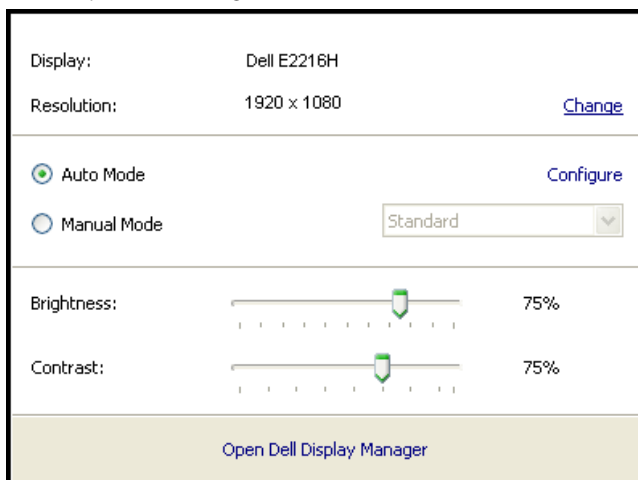 Display: Dell E2216H
Resolution: 1920 x 1080 Change
Auto Mode Configure
Manual Mode Standard
Brightness: 75%
Contrast: 75%
Open Dell Display Manager